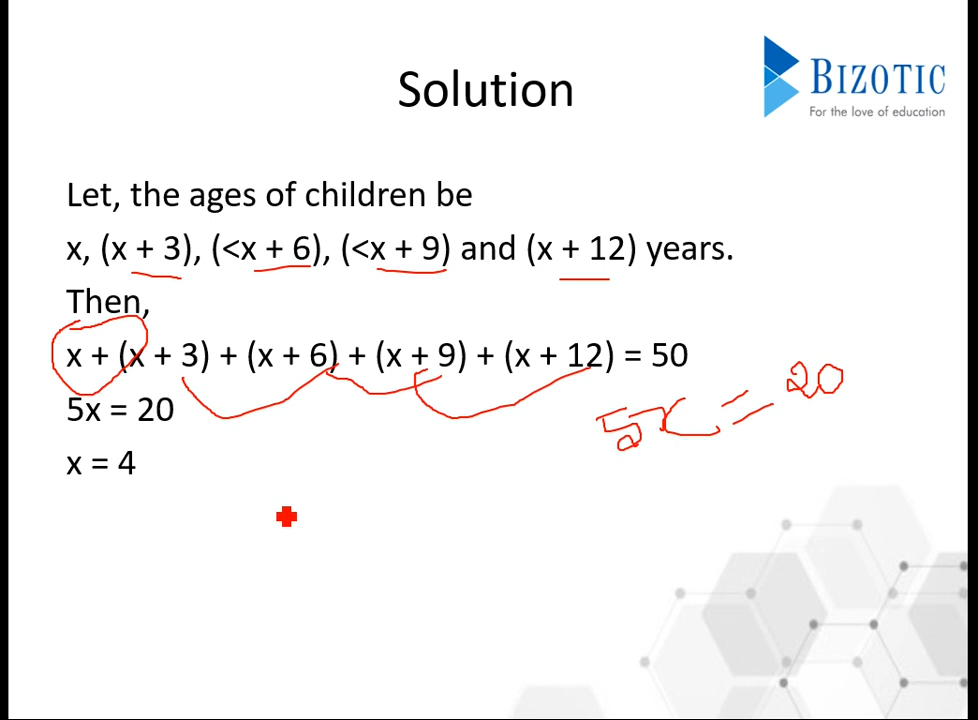 Solution
BIZOTIC
For the love of education
Let, the ages of children be
x, (x + 3), (<x + 6), (<x + 9) and (x + 12) years.
Then,
x + (x + 3) + (x + 6) + (x + 9) + (x + 12) = 50
5x = 20
5x = 20
x = 4